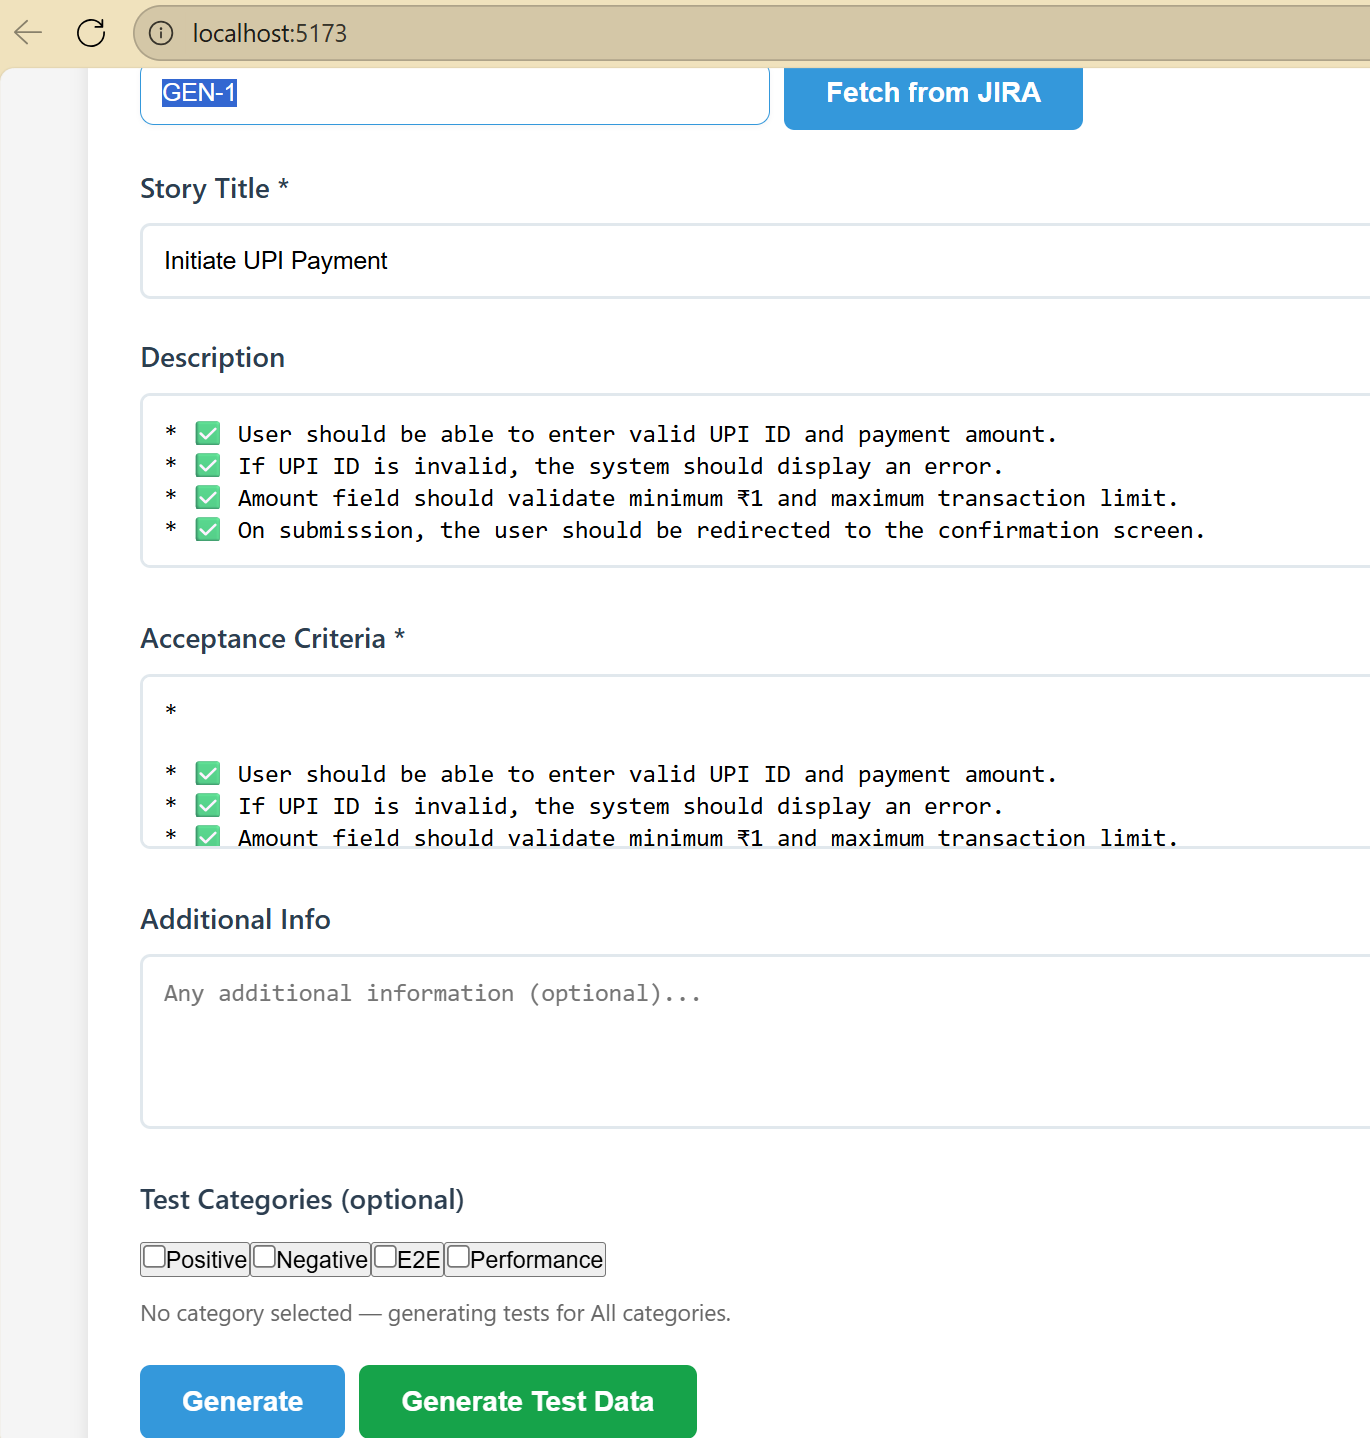 localhost:5173
GEN-1
Fetch from JIRA
Story Title *
Initiate UPI Payment
Description
* ✅ User should be able to enter valid UPI ID and payment amount.
* ✅ If UPI ID is invalid, the system should display an error.
* ✅ Amount field should validate minimum ₹1 and maximum transaction limit.
* ✅ On submission, the user should be redirected to the confirmation screen.
Acceptance Criteria *
*
* ✅ User should be able to enter valid UPI ID and payment amount.
* ✅ If UPI ID is invalid, the system should display an error.
* ✅ Amount field should validate minimum ₹1 and maximum transaction limit.
Additional Info
Any additional information (optional)...
Test Categories (optional)
Positive Negative E2E Performance
No category selected — generating tests for All categories.
Generate Generate Test Data